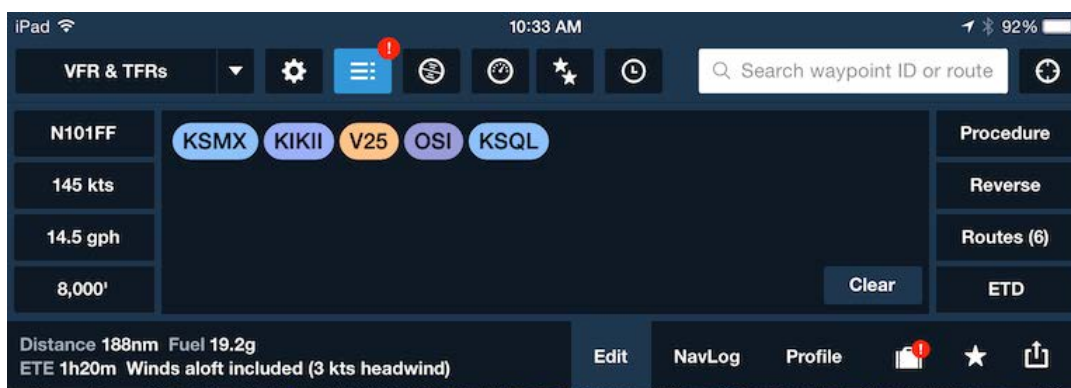 iPad 10:33 AM 92%
VFR & TFRs ! Search waypoint ID or route
N101FF KSMX KIKII V25 OSI KSQL Procedure
145 kts Reverse
14.5 gph Routes (6)
8,000' Clear ETD
Distance 188nm Fuel 19.2g
ETE 1h20m Winds aloft included (3 kts headwind) Edit NavLog Profile !